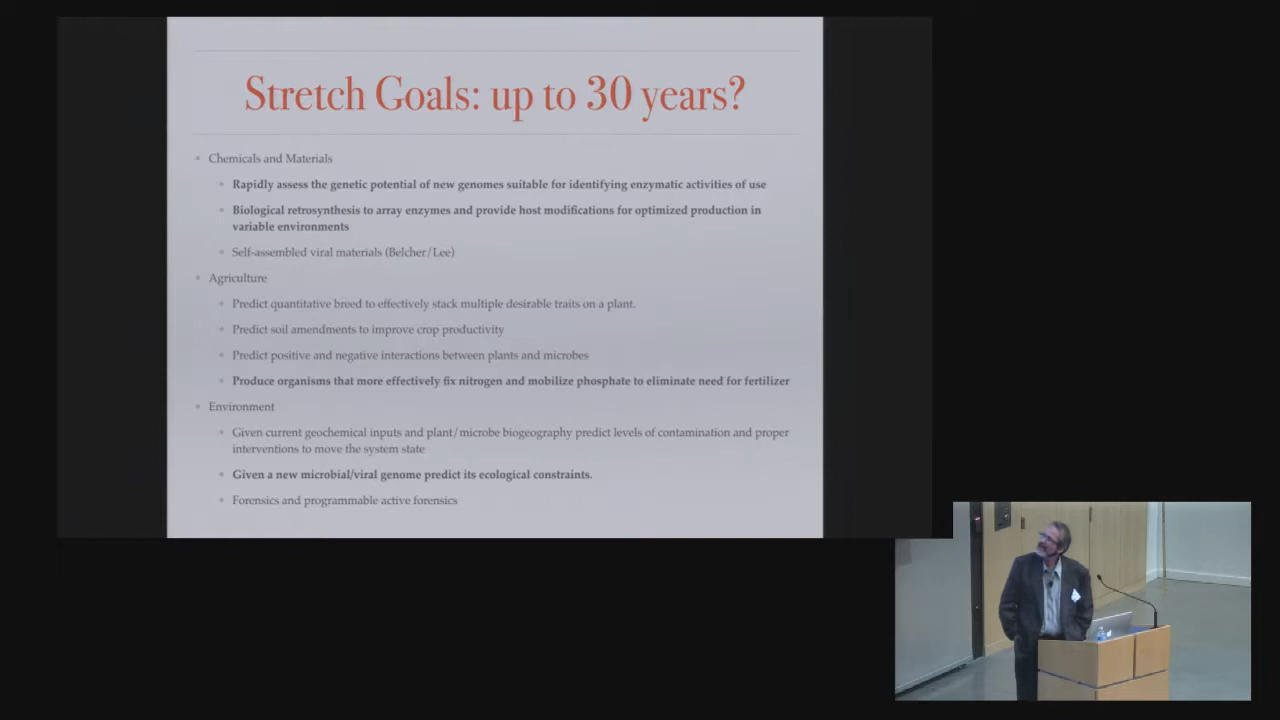 Stretch Goals: up to 30 years?
Chemicals and Materials
Rapidly assess the genetic potential of new genomes suitable for identifying enzymatic activities of use
Biological retrosynthesis to array enzymes and provide host modifications for optimized production in
variable environments
Self-assembled viral materials (Belcher/Lee)
Agriculture
Predict quantitative breed to effectively stack multiple desirable traits on a plant.
Predict soil amendments to improve crop productivity
Predict positive and negative interactions between plants and microbes
Produce organisms that more effectively fix nitrogen and mobilize phosphate to eliminate need for fertilizer
Environment
Given current geochemical inputs and plant/microbe biogeography predict levels of contamination and proper
interventions to move the system state
Given a new microbial/viral genome predict its ecological constraints.
Forensics and programmable active forensics